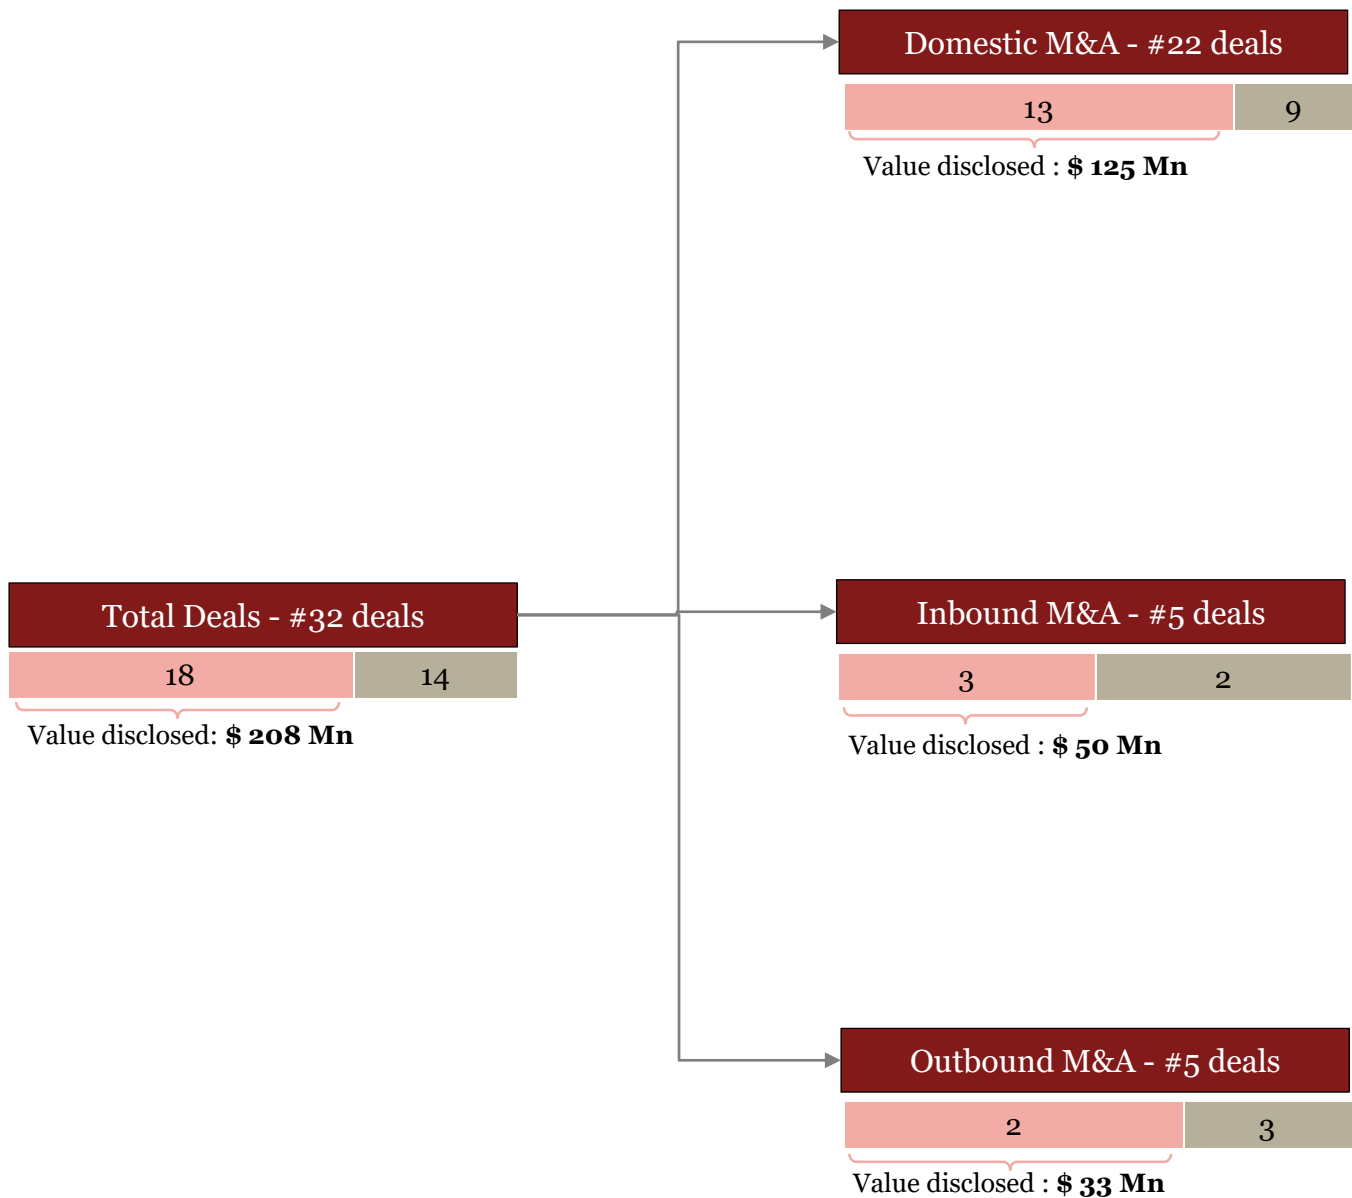 Domestic M&A - #22 deals
13 9
Value disclosed : $ 125 Mn
Total Deals - #32 deals
18 14
Value disclosed: $ 208 Mn
Inbound M&A - #5 deals
3 2
Value disclosed : $ 50 Mn
Outbound M&A - #5 deals
2 3
Value disclosed : $ 33 Mn